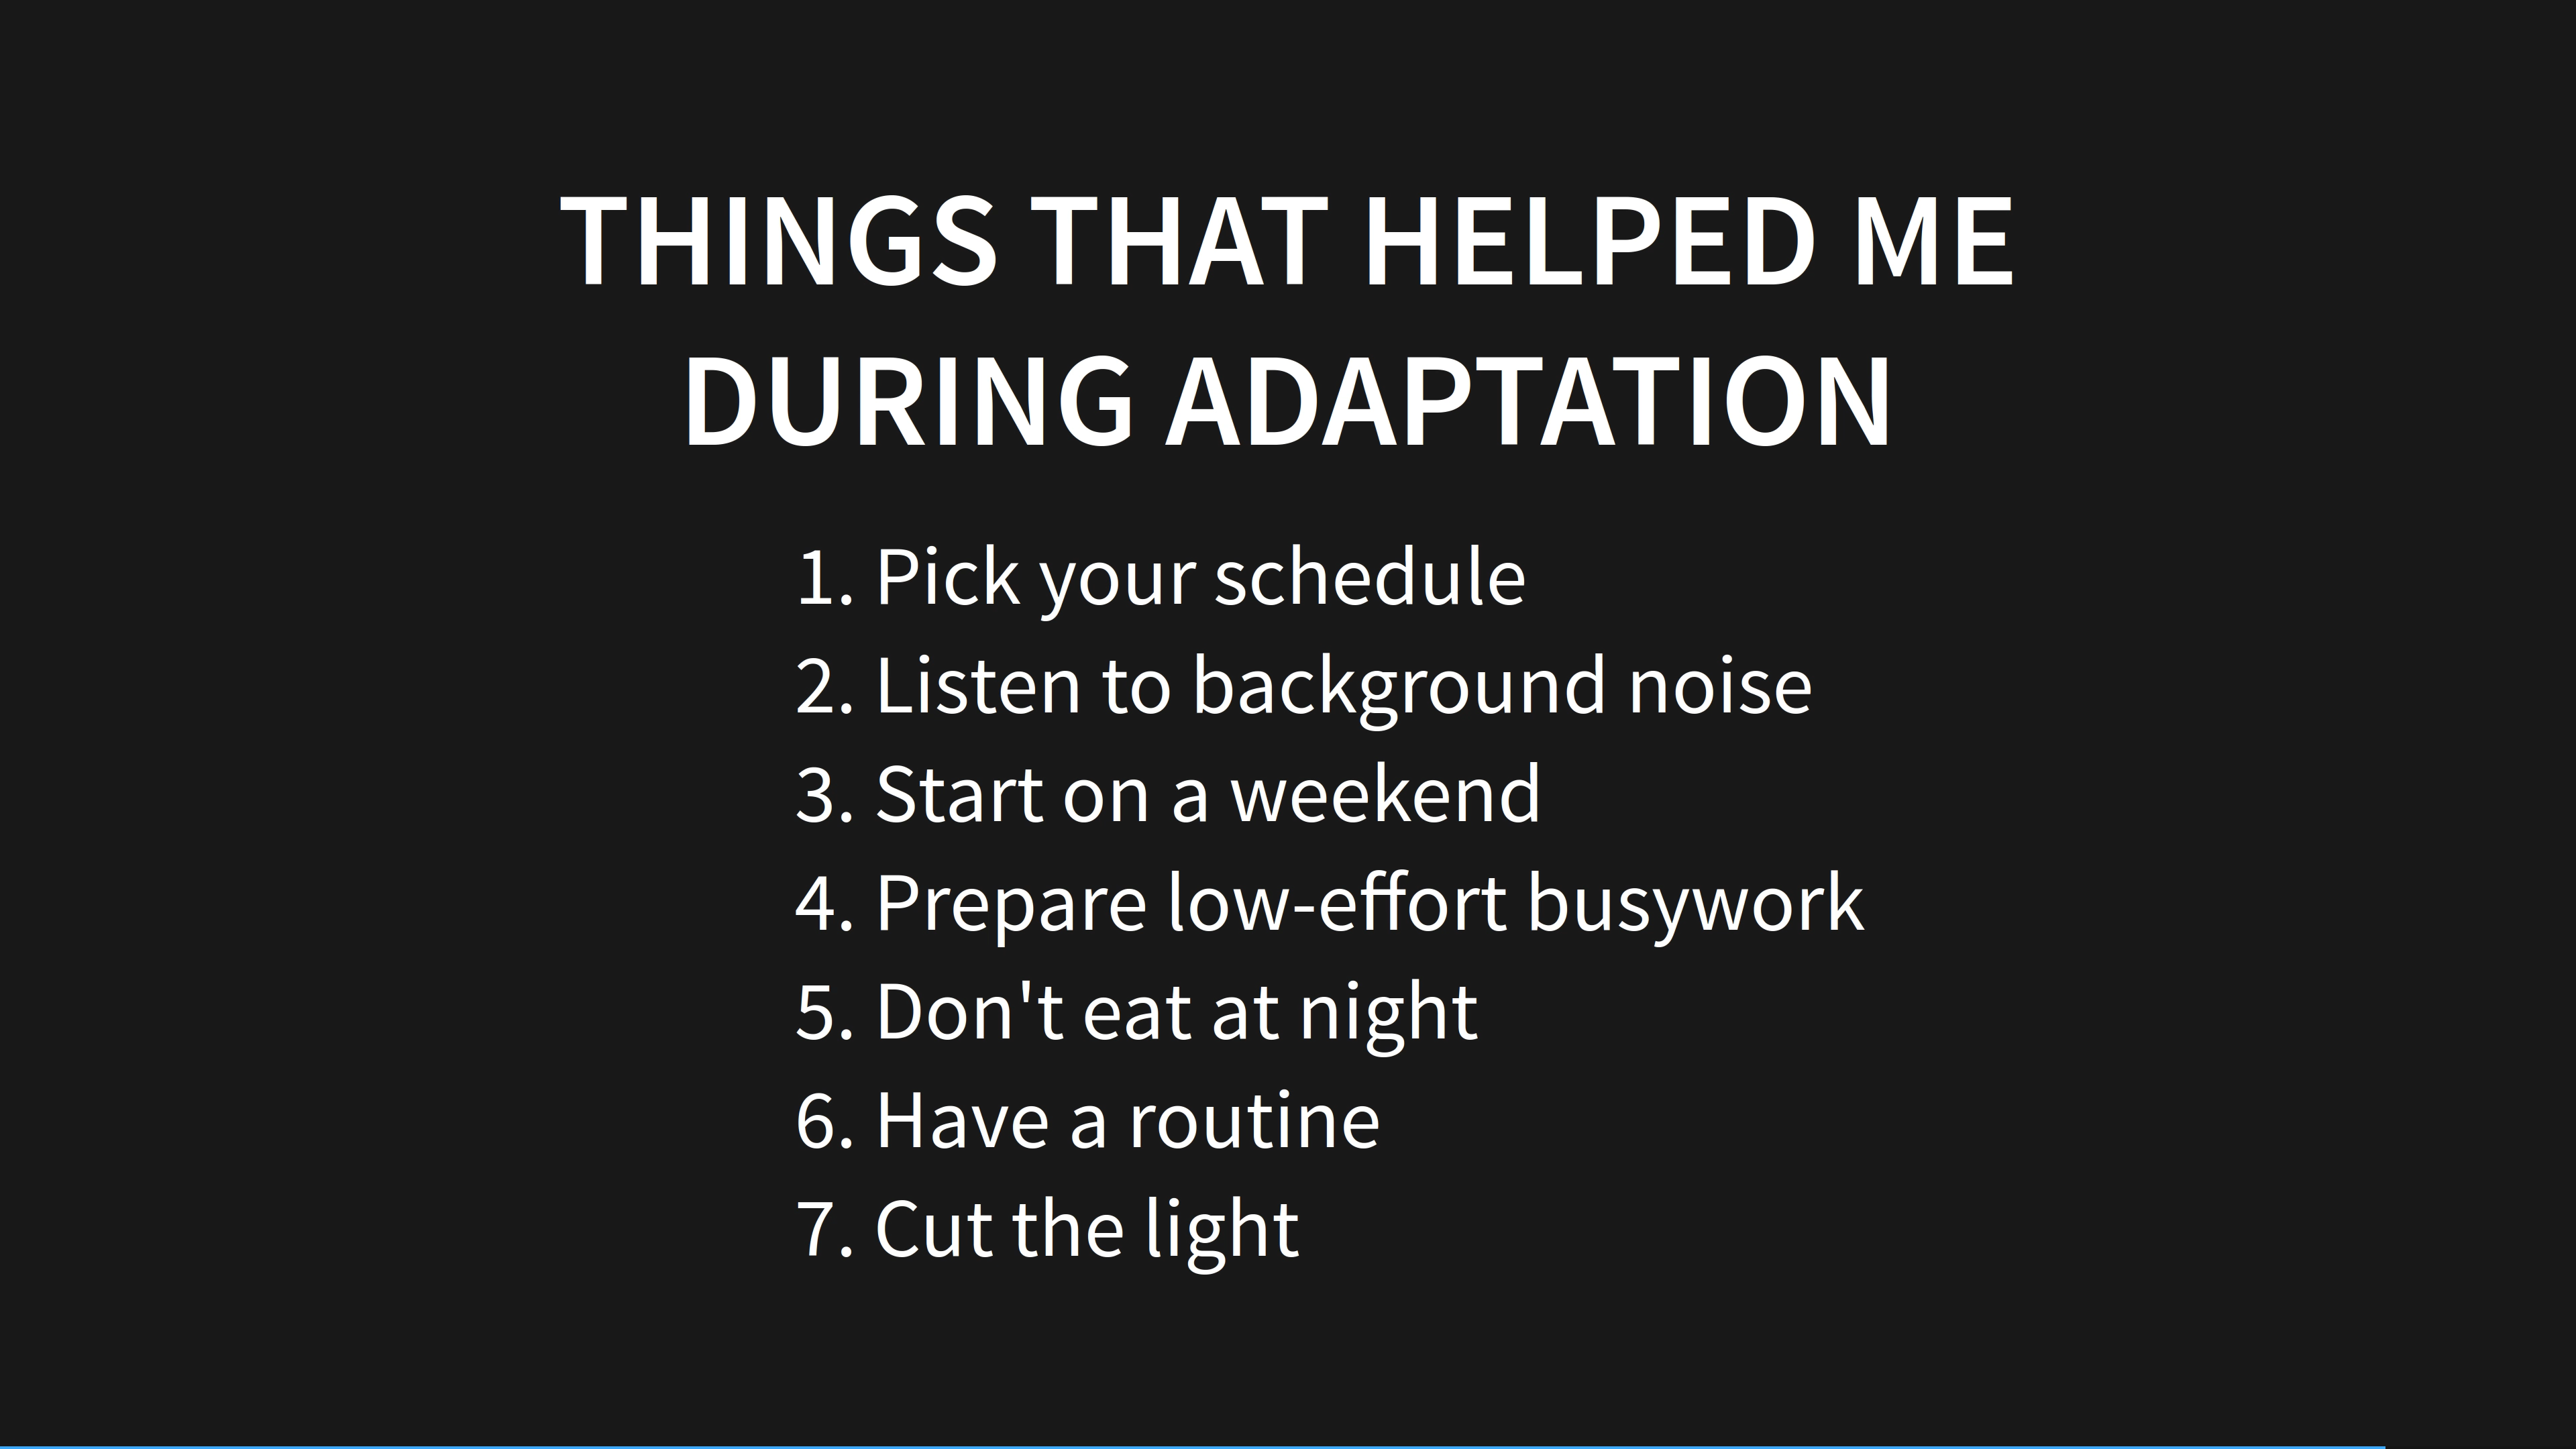 THINGS THAT HELPED ME
DURING ADAPTATION
1. Pick your schedule
2. Listen to background noise
3. Start on a weekend
4. Prepare low-effort busywork
5. Don't eat at night
6. Have a routine
7. Cut the light